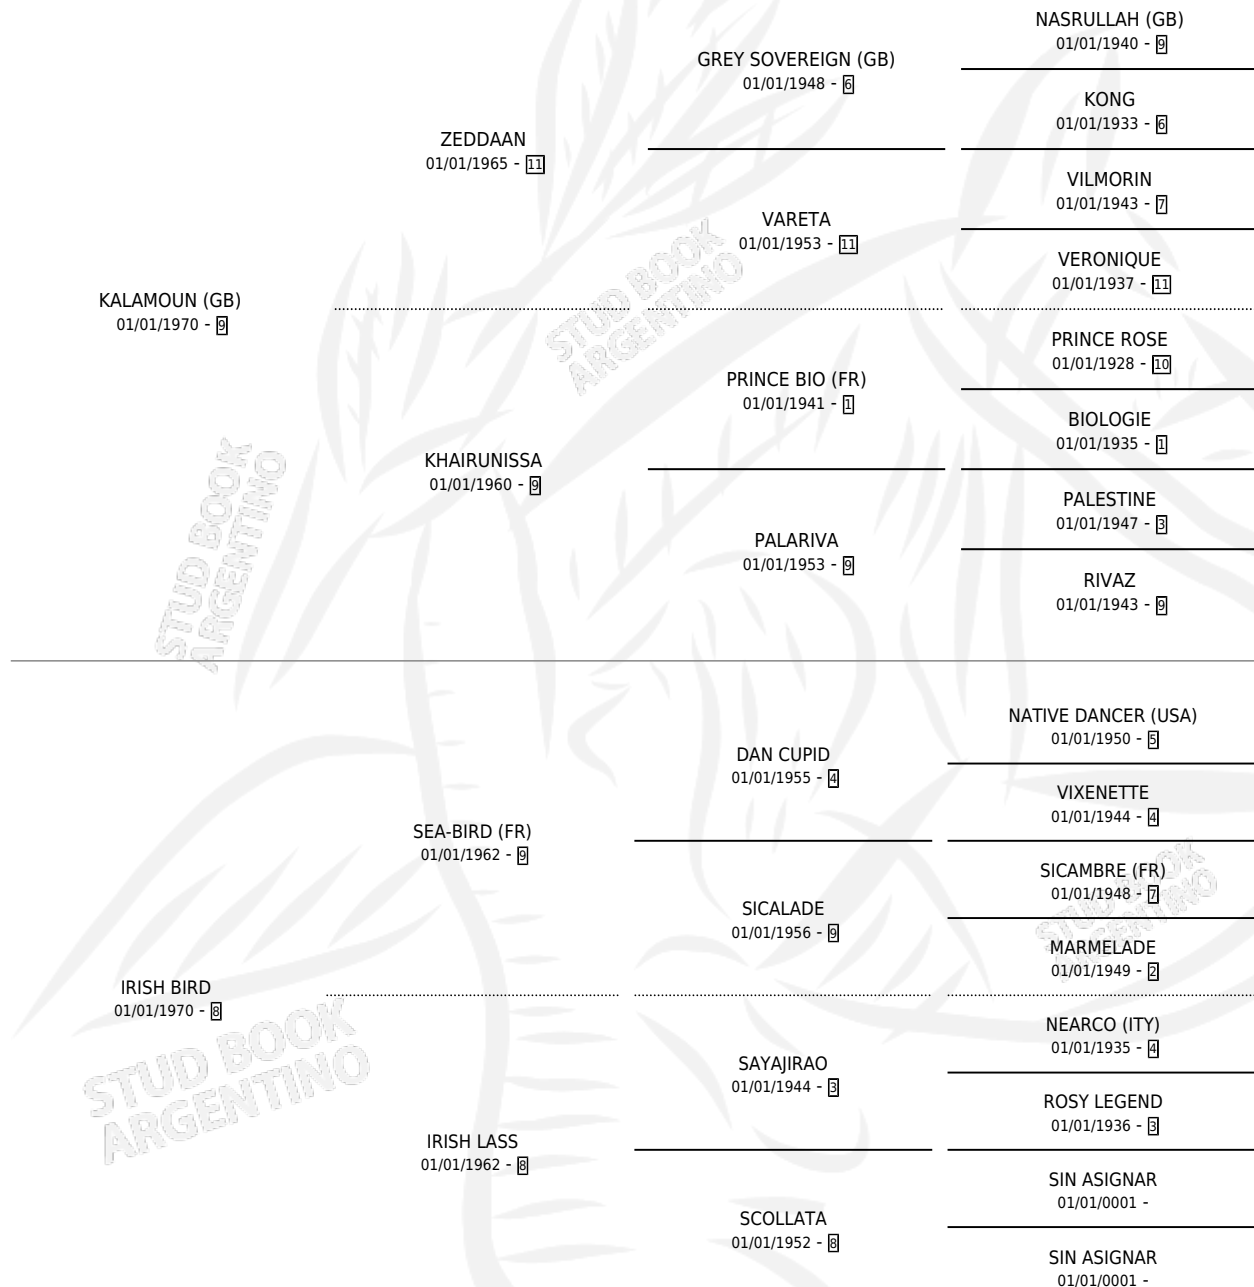 NASRULLAH (GB)
01/01/1940 - 9
GREY SOVEREIGN (GB)
01/01/1948 - 6
KONG
01/01/1933 - 6
ZEDDAAN
01/01/1965 - 11
VILMORIN
01/01/1943 - 7
VARETA
01/01/1953 - 11
VERONIQUE
01/01/1937 - 11
KALAMOUN (GB)
01/01/1970 - 9
PRINCE ROSE
01/01/1928 - 10
PRINCE BIO (FR)
01/01/1941 - 1
BIOLOGIE
01/01/1935 - 1
KHAIRUNISSA
01/01/1960 - 9
PALESTINE
01/01/1947 - 3
PALARIVA
01/01/1953 - 9
RIVAZ
01/01/1943 - 9
NATIVE DANCER (USA)
01/01/1950 - 5
DAN CUPID
01/01/1955 - 4
VIXENETTE
01/01/1944 - 4
SEA-BIRD (FR)
01/01/1962 - 9
SICAMBRE (FR)
01/01/1948 - 7
SICALADE
01/01/1956 - 9
MARMELADE
01/01/1949 - 2
IRISH BIRD
01/01/1970 - 8
NEARCO (ITY)
01/01/1935 - 4
SAYAJIRAO
01/01/1944 - 3
ROSY LEGEND
01/01/1936 - 3
IRISH LASS
01/01/1962 - 8
SIN ASIGNAR
01/01/0001 -
SCOLLATA
01/01/1952 - 8
SIN ASIGNAR
01/01/0001 -
STUD BOOK
ARGENTINO
STUD BOOK
ARGENTINO
STUD BOOK
ARGENTINO
STUD BOOK
ARGENTINO